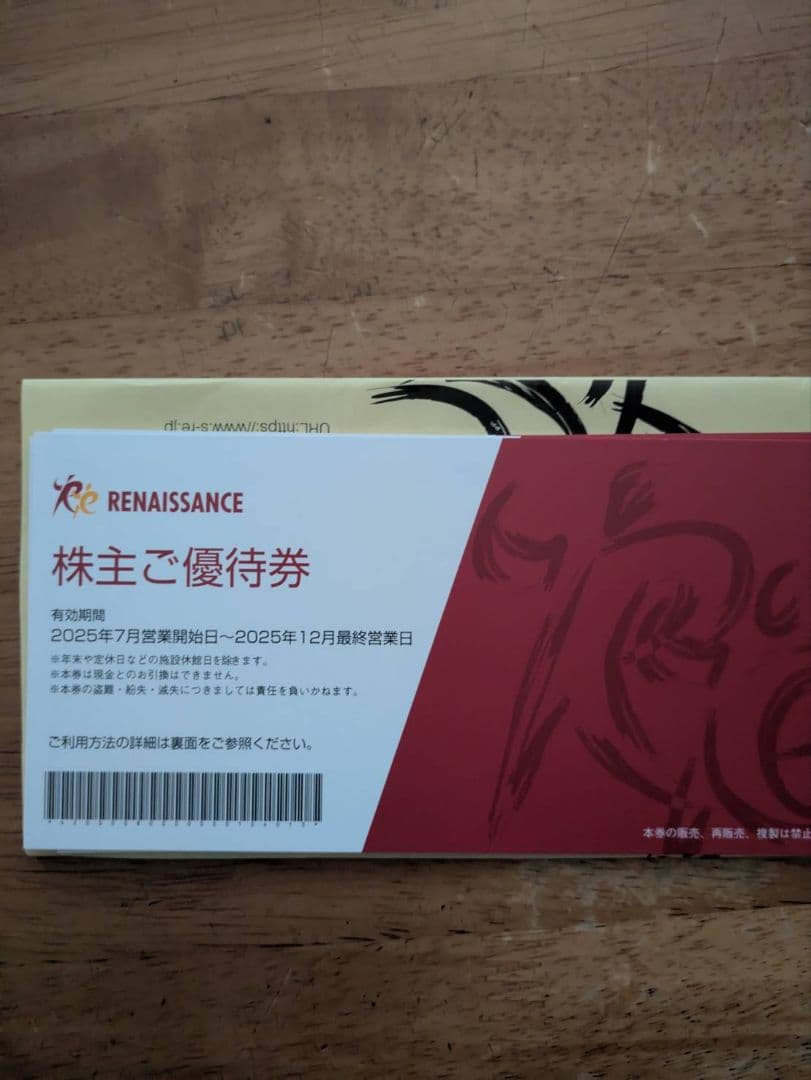 URL:https://www.s-re.jp
RENAISSANCE
株主ご優待券
有効期間
2025年7月営業開始日～2025年12月最終営業日
※年末や定休日などの施設休館日を除きます。
※本券は現金とのお引換はできません。
※本券の盗難・紛失・滅失につきましては責任を負いかねます。
ご利用方法の詳細は裏面をご参照ください。
本券の販売、再販売、複製は禁止